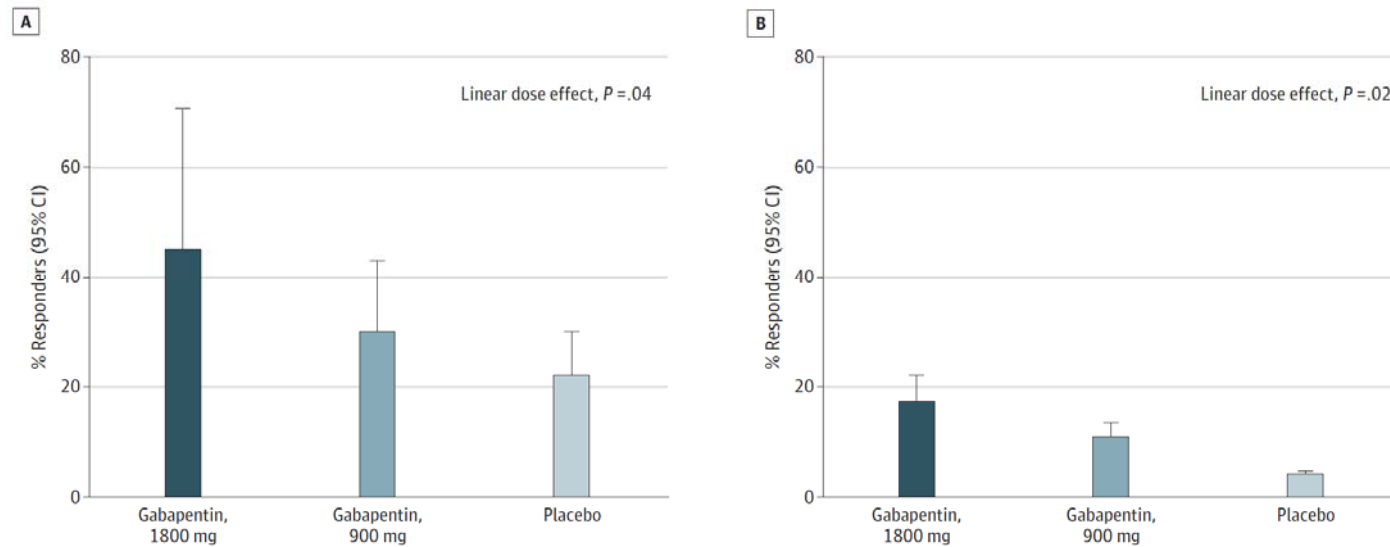 A
% Responders (95% CI)
80
60
40
20
0
Linear dose effect, P =.04
Gabapentin,
1800 mg
Gabapentin,
900 mg
Placebo
B
% Responders (95% CI)
80
60
40
20
0
Linear dose effect, P =.02
Gabapentin,
1800 mg
Gabapentin,
900 mg
Placebo